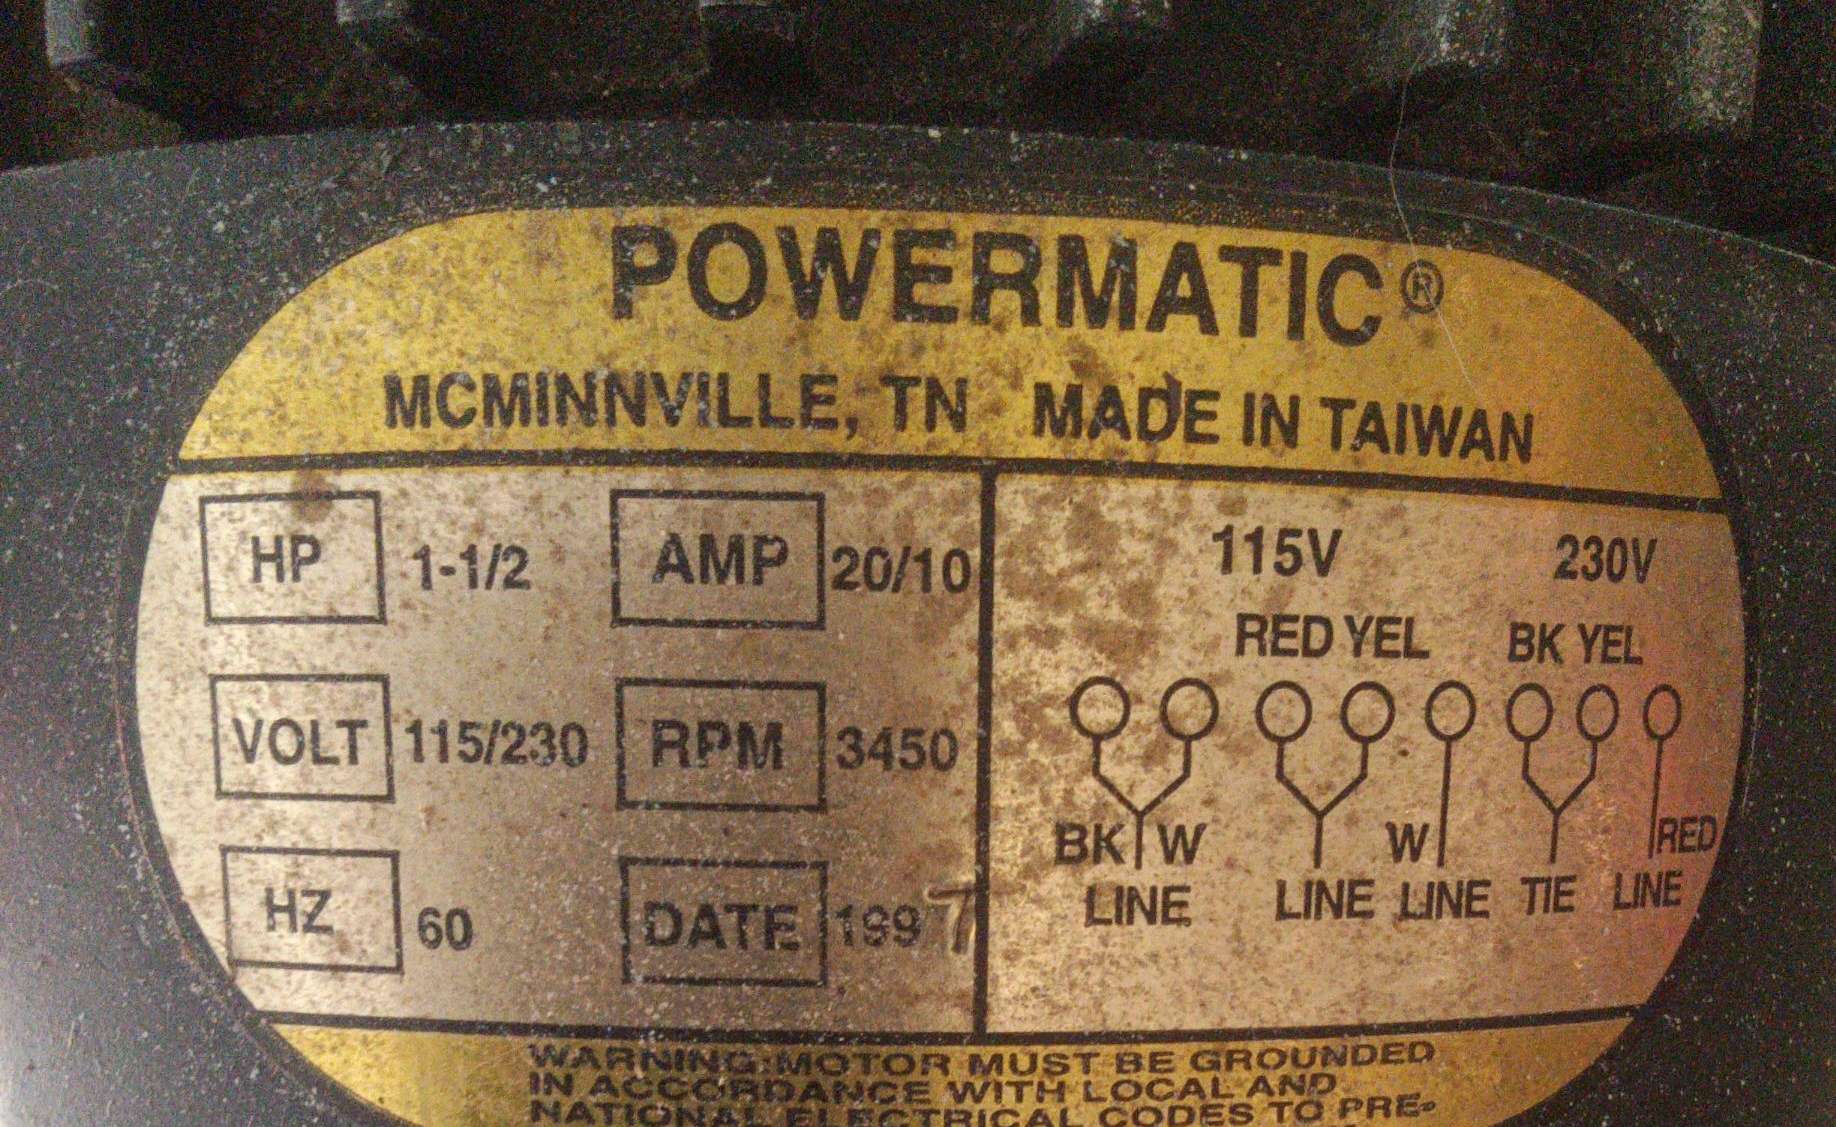 POWERMATIC®
MCMINNVILLE, TN MADE IN TAIWAN
HP 1-1/2 AMP 20/10
VOLT 115/230 RPM 3450
HZ 60 DATE 1997
115V 230V
RED YEL BK YEL
BK W W RED
LINE LINE LINE TIE LINE
WARNING:MOTOR MUST BE GROUNDED
IN ACCORDANCE WITH LOCAL AND
NATIONAL ELECTRICAL CODES TO PRE-